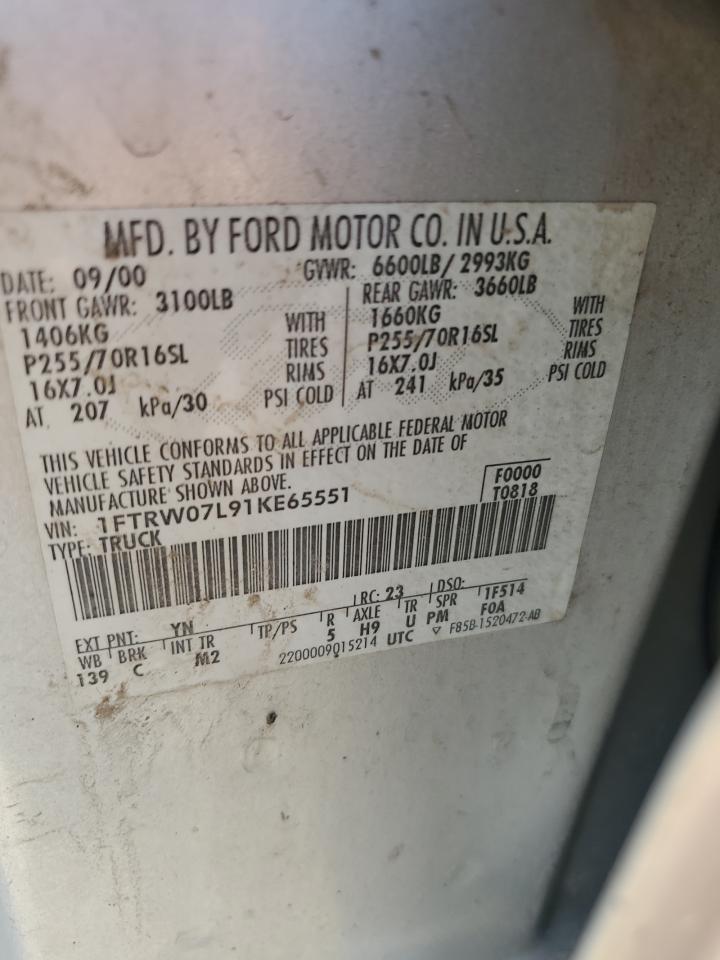 MFD. BY FORD MOTOR CO. IN U.S.A.
DATE: 09/00 GVWR: 6600LB/ 2993KG
FRONT GAWR: 3100LB REAR GAWR: 3660LB
1406KG WITH 1660KG WITH
P255/70R16SL TIRES P255/70R16SL TIRES
16X7.0J RIMS 16X7.0J RIMS
AT 207 kPa/30 PSI COLD AT 241 kPa/35 PSI COLD
THIS VEHICLE CONFORMS TO ALL APPLICABLE FEDERAL MOTOR
VEHICLE SAFETY STANDARDS IN EFFECT ON THE DATE OF
MANUFACTURE SHOWN ABOVE.
F0000
VIN: 1FTRW07L91KE65551 T0818
TYPE: TRUCK
EXT PNT: YN RC: 23 DSO:
WB BRK INT TR TP/PS R AXLE TR SPR 1F514
139 C M2 5 H9 U PM F0A
2200009015214 UTC ▽ F85B-1520472-AB